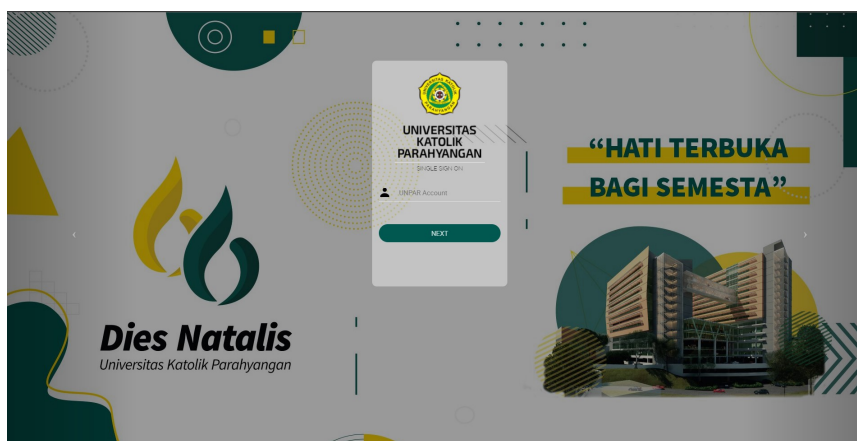 UNIVERSITAS
KATOLIK
PARAHYANGAN
SINGLE SIGN ON
UNPAR Account
NEXT
Dies Natalis
Universitas Katolik Parahyangan
“HATI TERBUKA
BAGI SEMESTA”